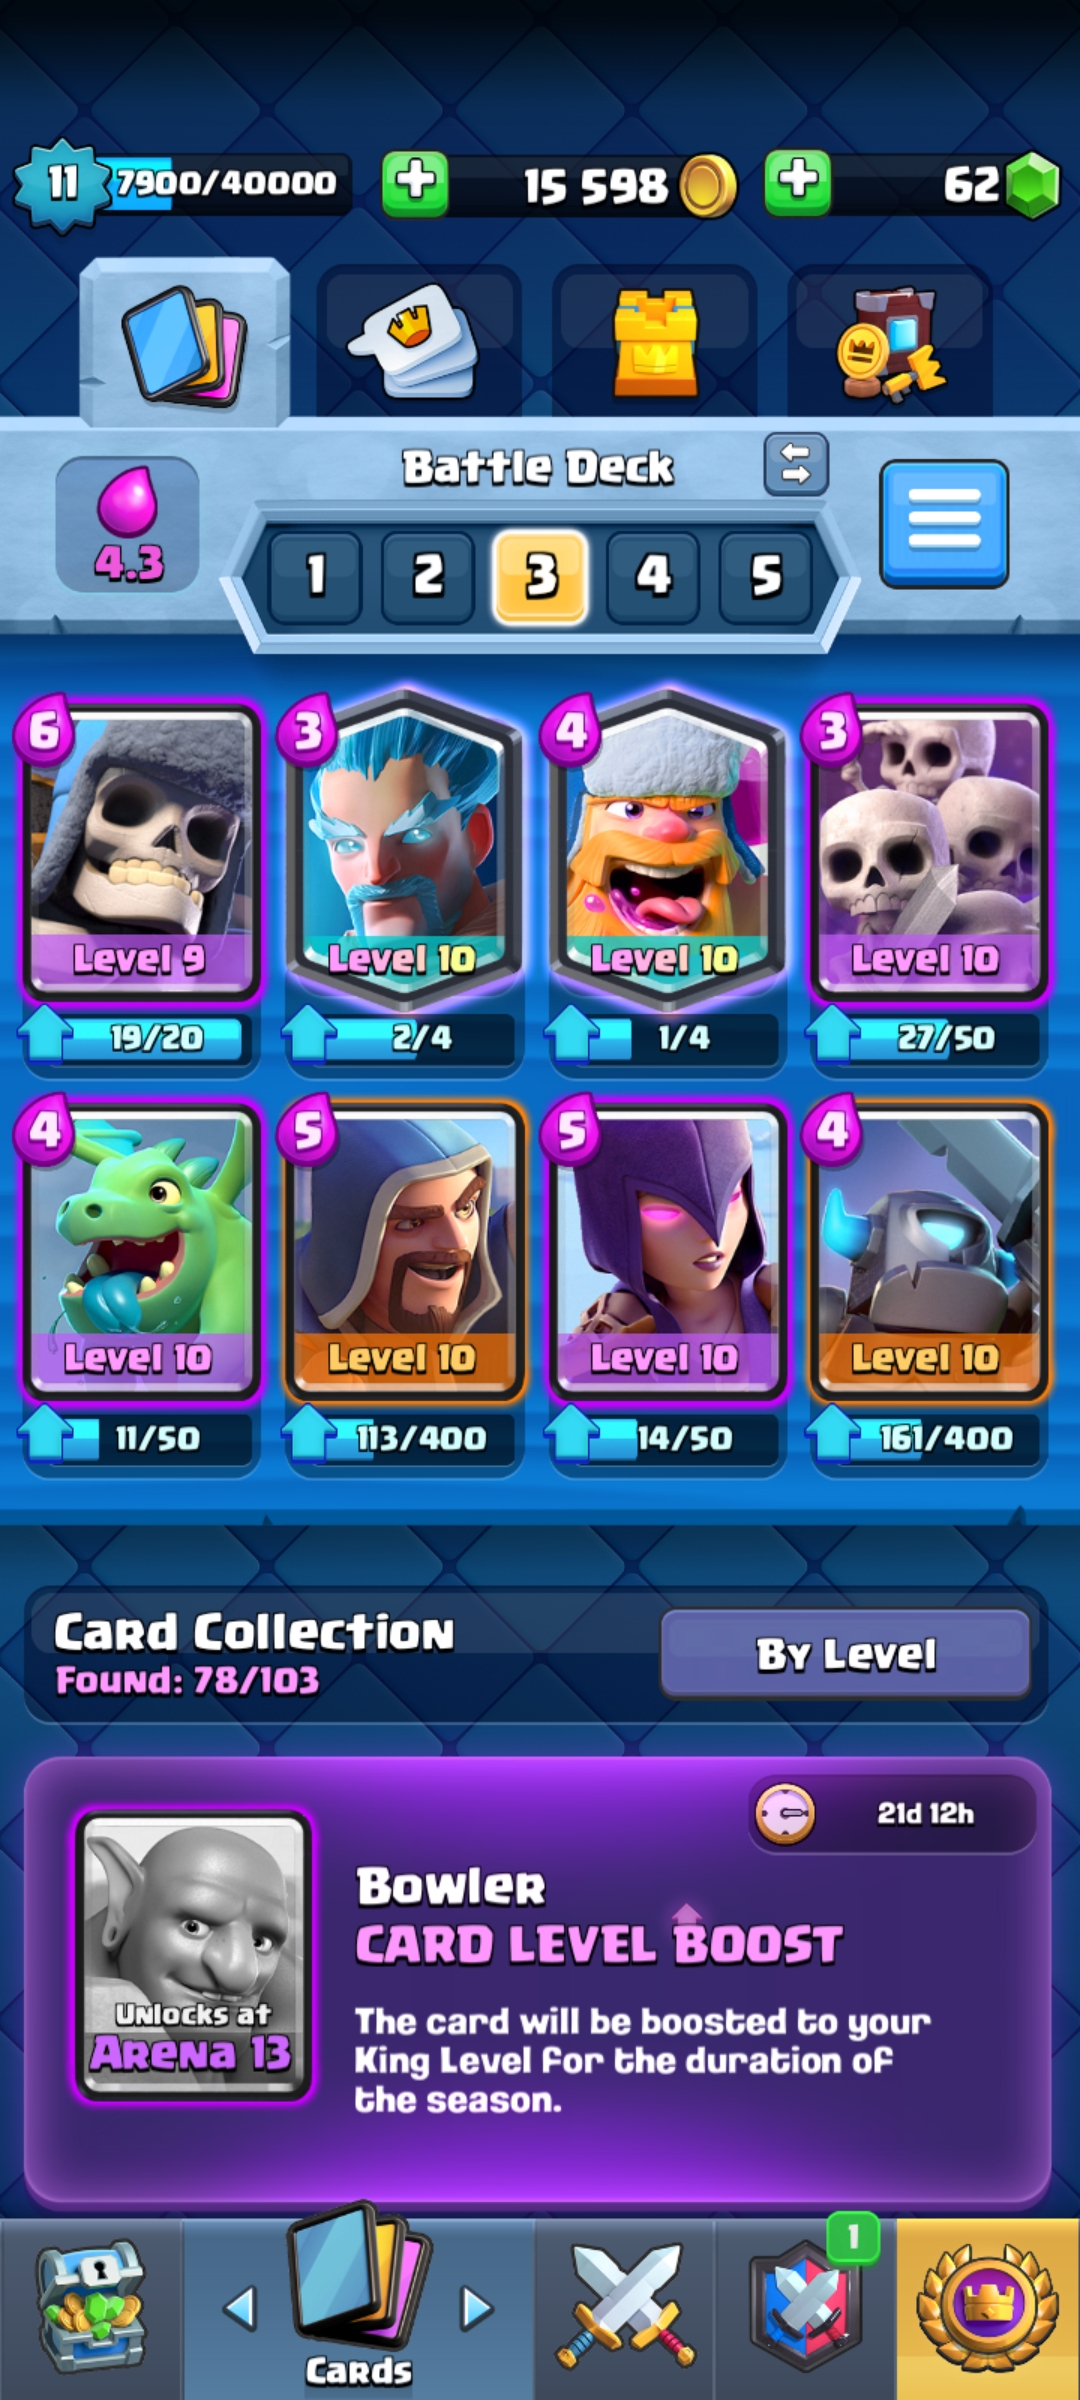 11 7900/40000 15 598 62
Battle Deck
4.3
1 2 3 4 5
6 3 4 3
Level 9 Level 10 Level 10 Level 10
19/20 2/4 1/4 27/50
4 5 5 4
Level 10 Level 10 Level 10 Level 10
11/50 113/400 14/50 161/400
Card Collection
Found: 78/103
By Level
21d 12h
Bowler
CARD LEVEL BOOST
Unlocks at
Arena 13
The card will be boosted to your
King Level for the duration of
the season.
1
Cards